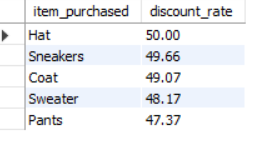 item_purchased discount_rate
Hat 50.00
Sneakers 49.66
Coat 49.07
Sweater 48.17
Pants 47.37